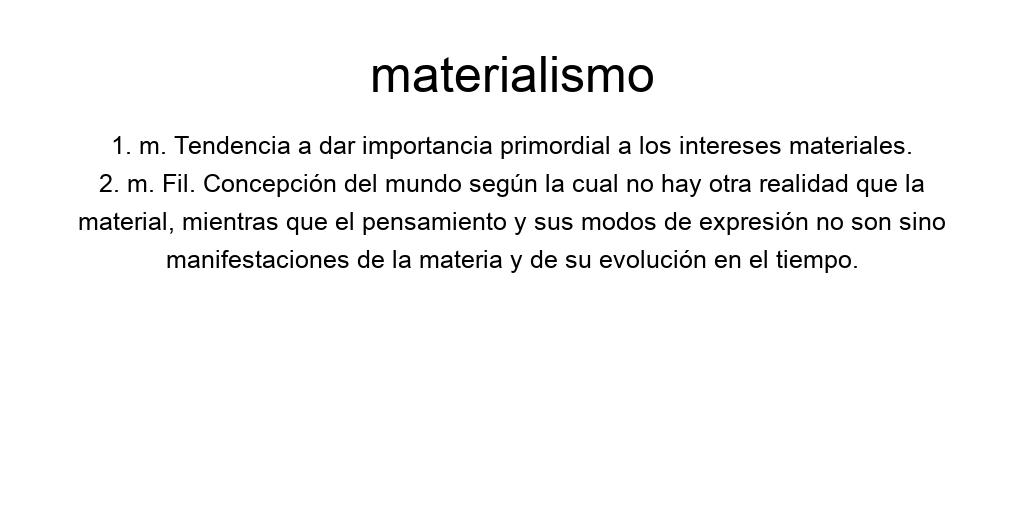 materialismo
1. m. Tendencia a dar importancia primordial a los intereses materiales.
2. m. Fil. Concepción del mundo según la cual no hay otra realidad que la
material, mientras que el pensamiento y sus modos de expresión no son sino
manifestaciones de la materia y de su evolución en el tiempo.